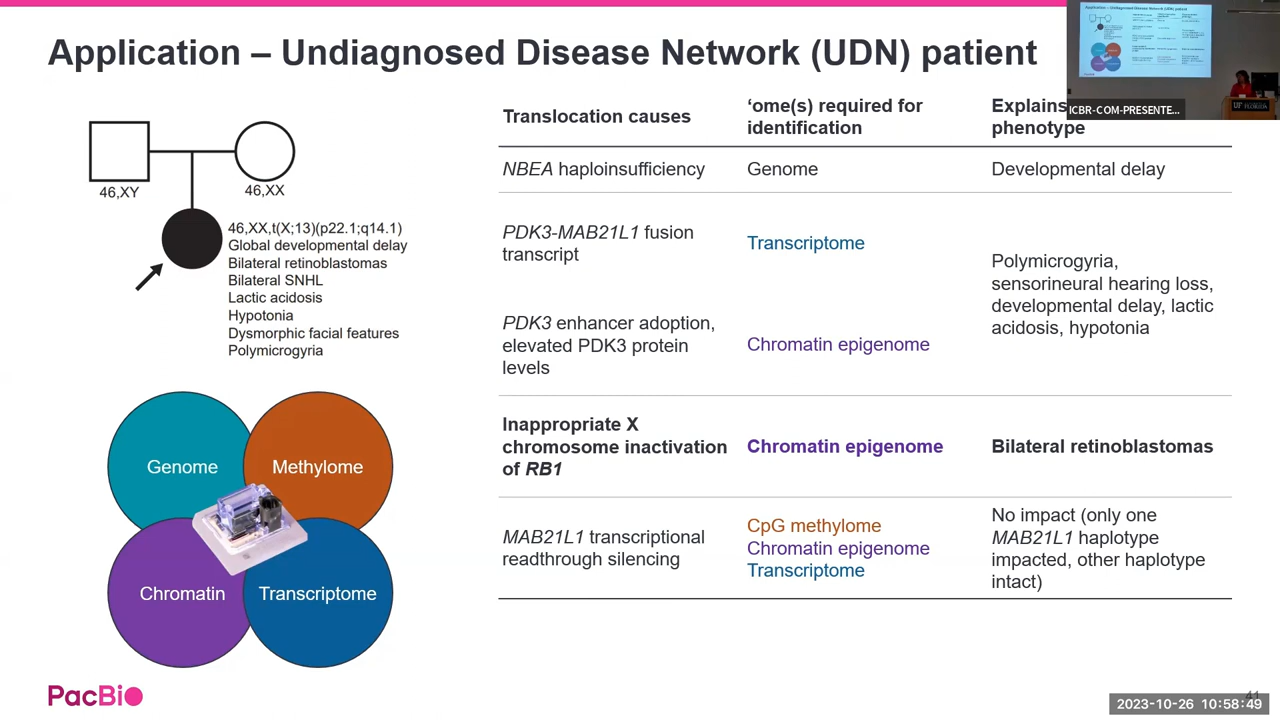 Application – Undiagnosed Disease Network (UDN) patient
ICBR-COM-PRESENTE...
46,XY
46,XX
46,XX,t(X;13)(p22.1;q14.1)
Global developmental delay
Bilateral retinoblastomas
Bilateral SNHL
Lactic acidosis
Hypotonia
Dysmorphic facial features
Polymicrogyria
Genome
Methylome
Chromatin
Transcriptome
Translocation causes
‘ome(s) required for
identification
Explains
phenotype
NBEA haploinsufficiency
Genome
Developmental delay
PDK3-MAB21L1 fusion
transcript
Transcriptome
PDK3 enhancer adoption,
elevated PDK3 protein
levels
Chromatin epigenome
Polymicrogyria,
sensorineural hearing loss,
developmental delay, lactic
acidosis, hypotonia
Inappropriate X
chromosome inactivation
of RB1
Chromatin epigenome
Bilateral retinoblastomas
MAB21L1 transcriptional
readthrough silencing
CpG methylome
Chromatin epigenome
Transcriptome
No impact (only one
MAB21L1 haplotype
impacted, other haplotype
intact)
PacBio
41
2023-10-26 10:58:49